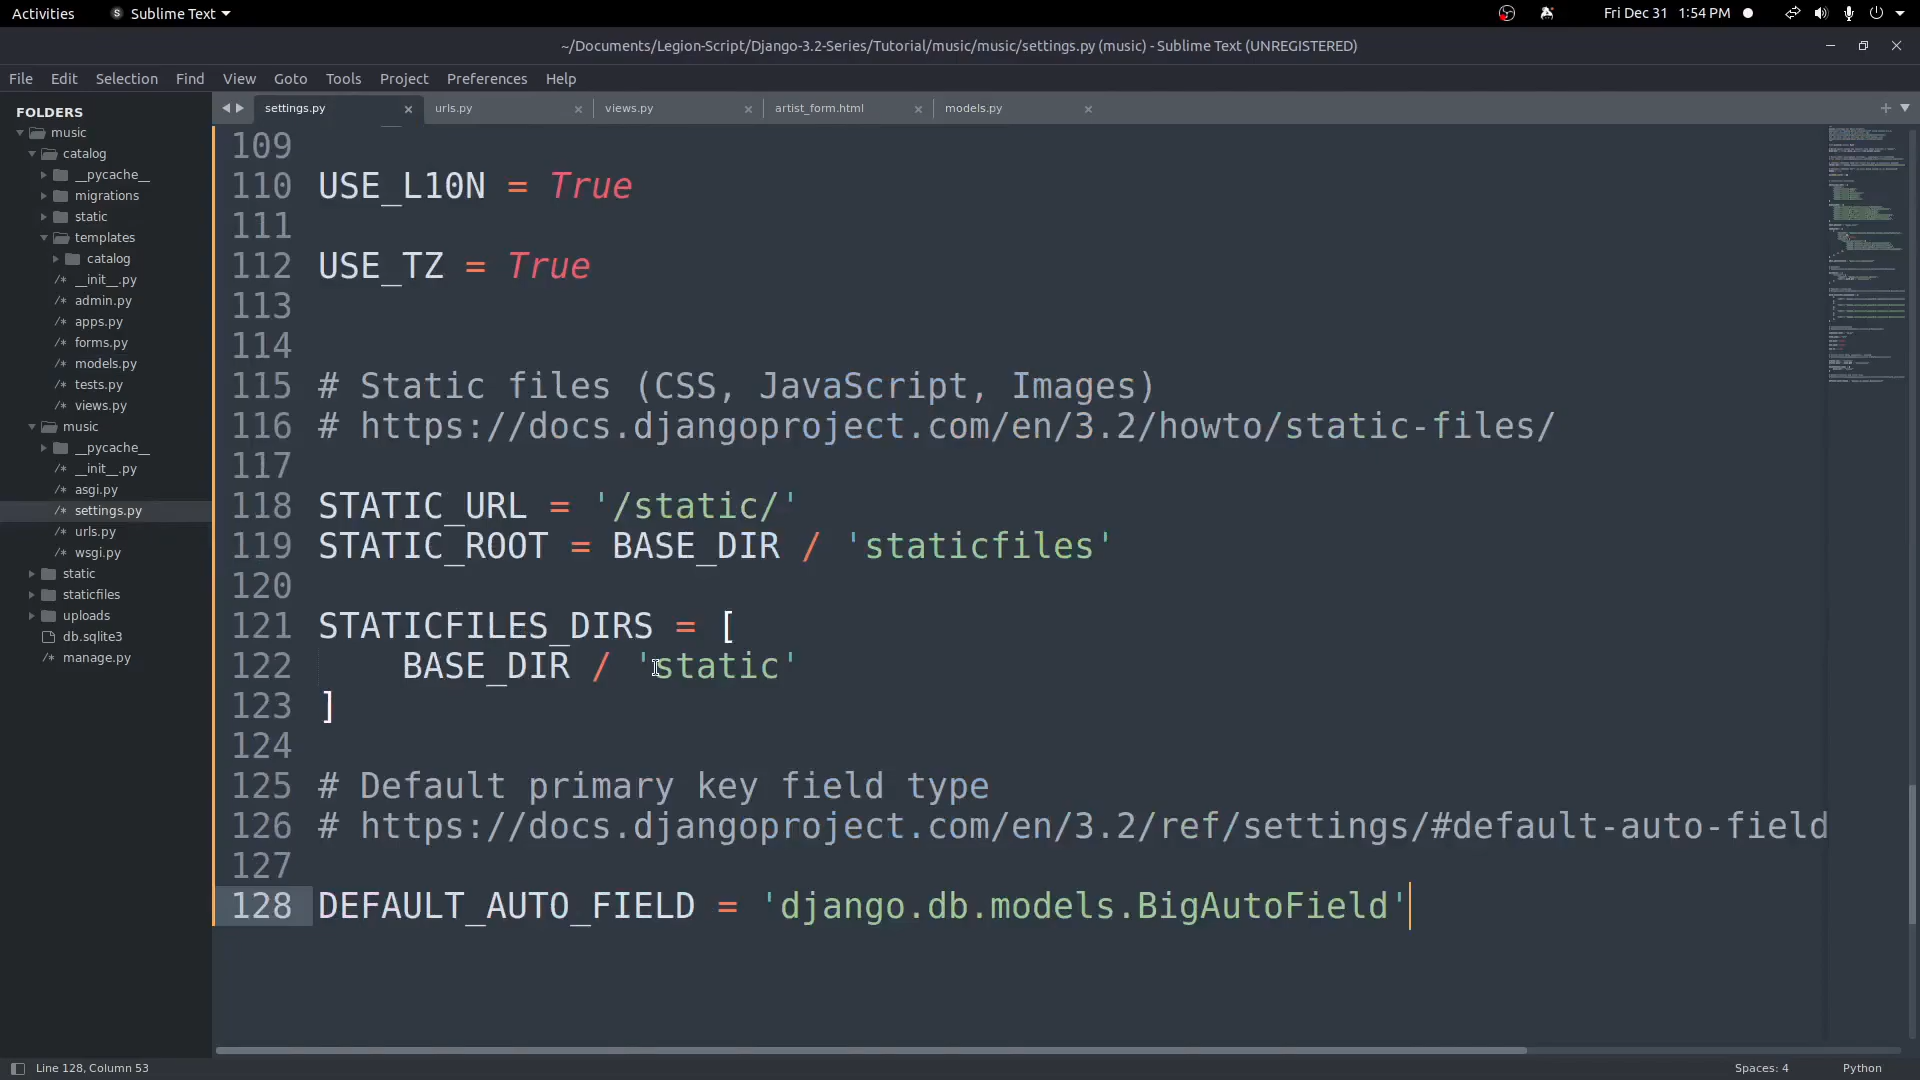 Activities
Sublime Text
Fri Dec 31 1:54 PM
~/Documents/Legion-Script/Django-3.2-Series/Tutorial/music/music/settings.py (music) - Sublime Text (UNREGISTERED)
File Edit Selection Find View Goto Tools Project Preferences Help
FOLDERS
music
catalog
__pycache__
migrations
static
templates
catalog
/* __init__.py
/* admin.py
/* apps.py
/* forms.py
/* models.py
/* tests.py
/* views.py
music
__pycache__
/* __init__.py
/* asgi.py
/* settings.py
/* urls.py
/* wsgi.py
static
staticfiles
uploads
db.sqlite3
/* manage.py
settings.py × urls.py × views.py × artist_form.html × models.py ×
109
110 USE_L10N = True
111
112 USE_TZ = True
113
114
115 # Static files (CSS, JavaScript, Images)
116 # https://docs.djangoproject.com/en/3.2/howto/static-files/
117
118 STATIC_URL = '/static/'
119 STATIC_ROOT = BASE_DIR / 'staticfiles'
120
121 STATICFILES_DIRS = [
122     BASE_DIR / 'static'
123 ]
124
125 # Default primary key field type
126 # https://docs.djangoproject.com/en/3.2/ref/settings/#default-auto-field
127
128 DEFAULT_AUTO_FIELD = 'django.db.models.BigAutoField'
Line 128, Column 53
Spaces: 4
Python